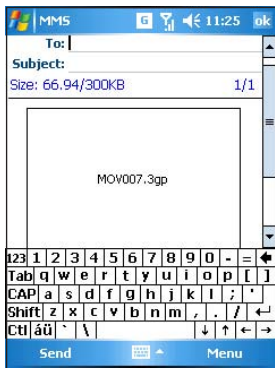 MMS G 11:25 ok
To:
Subject:
Size: 66.94/300KB 1/1
MOV007.3gp
123 1 2 3 4 5 6 7 8 9 0 - =
Tab q w e r t y u i o p [ ]
CAP a s d f g h j k l ; '
Shift z x c v b n m , . /
Ctl áü ` \
Send Menu